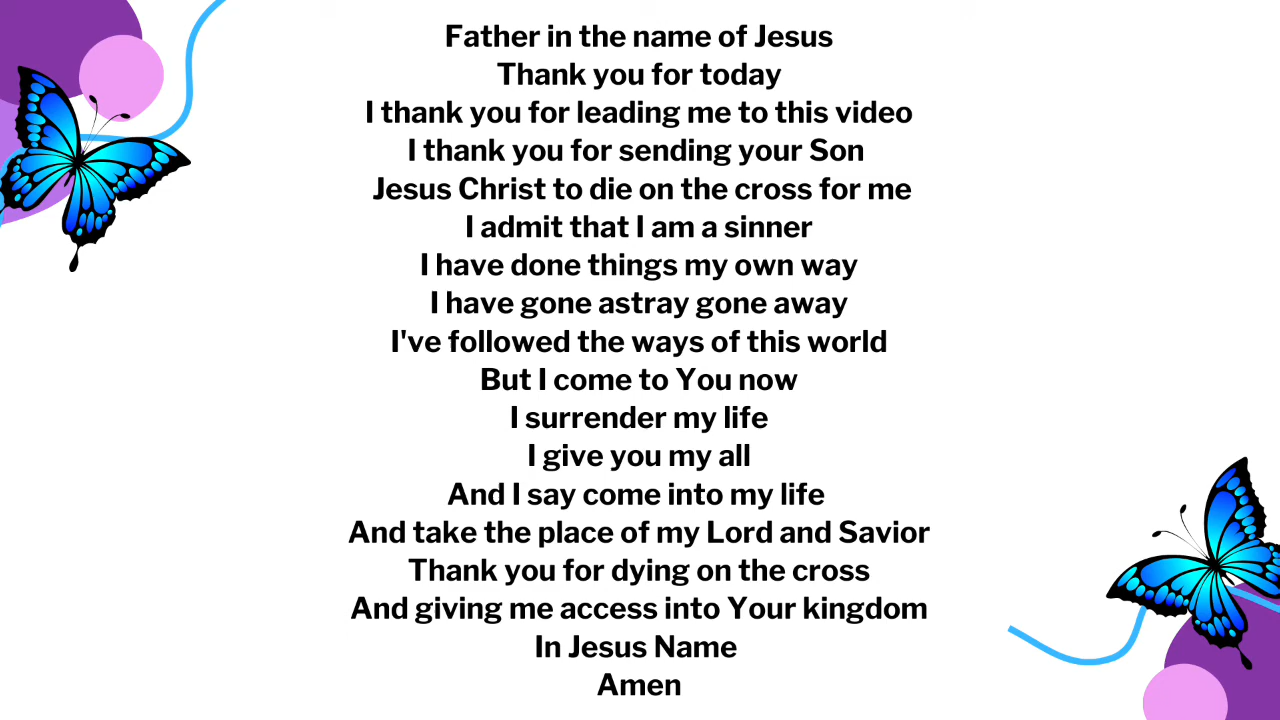 Father in the name of Jesus
Thank you for today
I thank you for leading me to this video
I thank you for sending your Son
Jesus Christ to die on the cross for me
I admit that I am a sinner
I have done things my own way
I have gone astray gone away
I've followed the ways of this world
But I come to You now
I surrender my life
I give you my all
And I say come into my life
And take the place of my Lord and Savior
Thank you for dying on the cross
And giving me access into Your kingdom
In Jesus Name
Amen